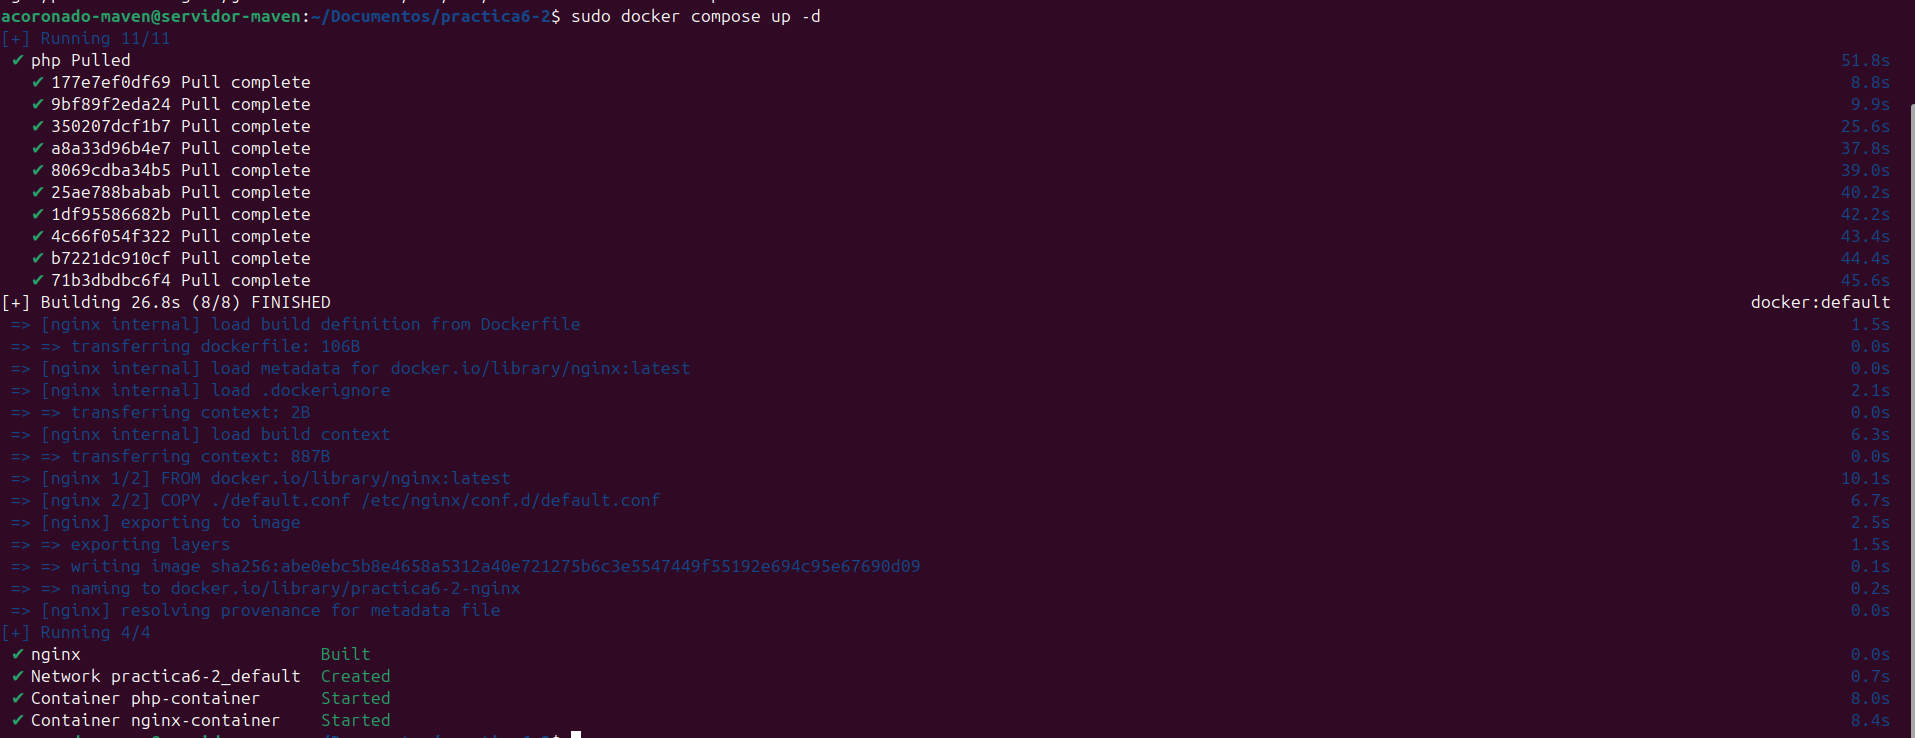 acoronado-maven@servidor-maven:~/Documentos/practica6-2$ sudo docker compose up -d
[+] Running 11/11
✔ php Pulled 51.8s
✔ 177e7ef0df69 Pull complete 8.8s
✔ 9bf89f2eda24 Pull complete 9.9s
✔ 350207dcf1b7 Pull complete 25.6s
✔ a8a33d96b4e7 Pull complete 37.8s
✔ 8069cdba34b5 Pull complete 39.0s
✔ 25ae788babab Pull complete 40.2s
✔ 1df95586682b Pull complete 42.2s
✔ 4c66f054f322 Pull complete 43.4s
✔ b7221dc910cf Pull complete 44.4s
✔ 71b3dbdbc6f4 Pull complete 45.6s
[+] Building 26.8s (8/8) FINISHED docker:default
=> [nginx internal] load build definition from Dockerfile 1.5s
=> => transferring dockerfile: 106B 0.0s
=> [nginx internal] load metadata for docker.io/library/nginx:latest 0.0s
=> [nginx internal] load .dockerignore 2.1s
=> => transferring context: 2B 0.0s
=> [nginx internal] load build context 6.3s
=> => transferring context: 887B 0.0s
=> [nginx 1/2] FROM docker.io/library/nginx:latest 10.1s
=> [nginx 2/2] COPY ./default.conf /etc/nginx/conf.d/default.conf 6.7s
=> [nginx] exporting to image 2.5s
=> => exporting layers 1.5s
=> => writing image sha256:abe0ebc5b8e4658a5312a40e721275b6c3e5547449f55192e694c95e67690d09 0.1s
=> => naming to docker.io/library/practica6-2-nginx 0.2s
=> [nginx] resolving provenance for metadata file 0.0s
[+] Running 4/4
✔ nginx Built 0.0s
✔ Network practica6-2_default Created 0.7s
✔ Container php-container Started 8.0s
✔ Container nginx-container Started 8.4s